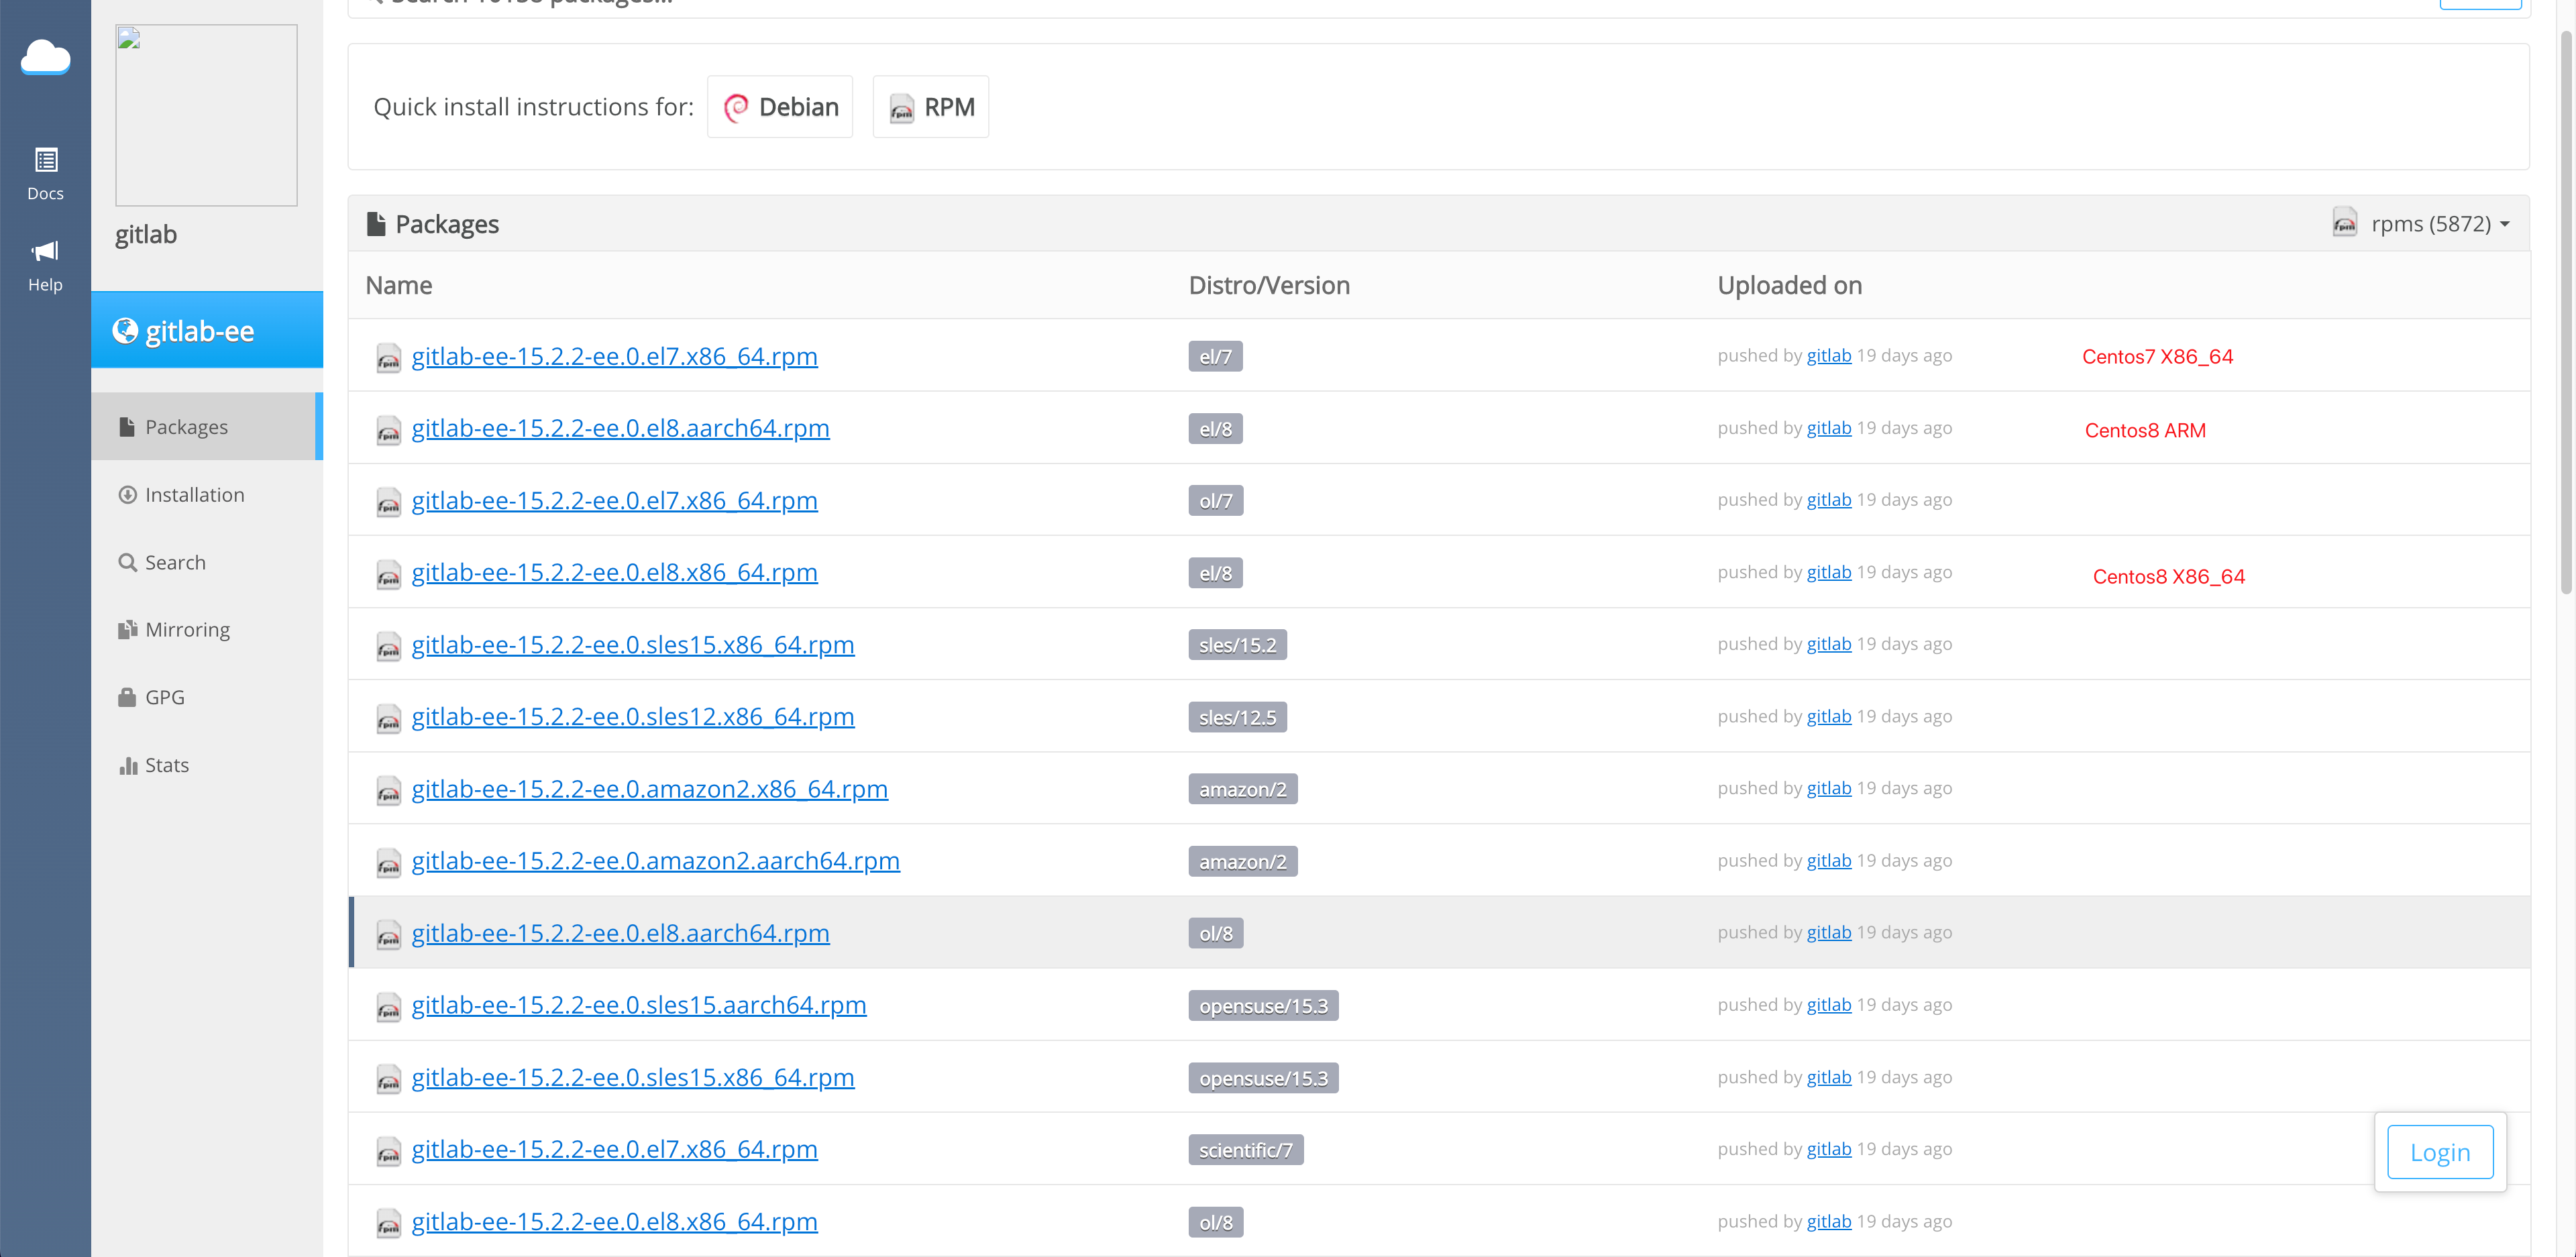 Docs
Help
gitlab
gitlab-ee
Packages
Installation
Search
Mirroring
GPG
Stats
Quick install instructions for: Debian RPM
Packages rpms (5872)
Name Distro/Version Uploaded on
gitlab-ee-15.2.2-ee.0.el7.x86_64.rpm el/7 pushed by gitlab 19 days ago Centos7 X86_64
gitlab-ee-15.2.2-ee.0.el8.aarch64.rpm el/8 pushed by gitlab 19 days ago Centos8 ARM
gitlab-ee-15.2.2-ee.0.el7.x86_64.rpm ol/7 pushed by gitlab 19 days ago
gitlab-ee-15.2.2-ee.0.el8.x86_64.rpm el/8 pushed by gitlab 19 days ago Centos8 X86_64
gitlab-ee-15.2.2-ee.0.sles15.x86_64.rpm sles/15.2 pushed by gitlab 19 days ago
gitlab-ee-15.2.2-ee.0.sles12.x86_64.rpm sles/12.5 pushed by gitlab 19 days ago
gitlab-ee-15.2.2-ee.0.amazon2.x86_64.rpm amazon/2 pushed by gitlab 19 days ago
gitlab-ee-15.2.2-ee.0.amazon2.aarch64.rpm amazon/2 pushed by gitlab 19 days ago
gitlab-ee-15.2.2-ee.0.el8.aarch64.rpm ol/8 pushed by gitlab 19 days ago
gitlab-ee-15.2.2-ee.0.sles15.aarch64.rpm opensuse/15.3 pushed by gitlab 19 days ago
gitlab-ee-15.2.2-ee.0.sles15.x86_64.rpm opensuse/15.3 pushed by gitlab 19 days ago
gitlab-ee-15.2.2-ee.0.el7.x86_64.rpm scientific/7 pushed by gitlab 19 days ago
Login
gitlab-ee-15.2.2-ee.0.el8.x86_64.rpm ol/8 pushed by gitlab 19 days ago